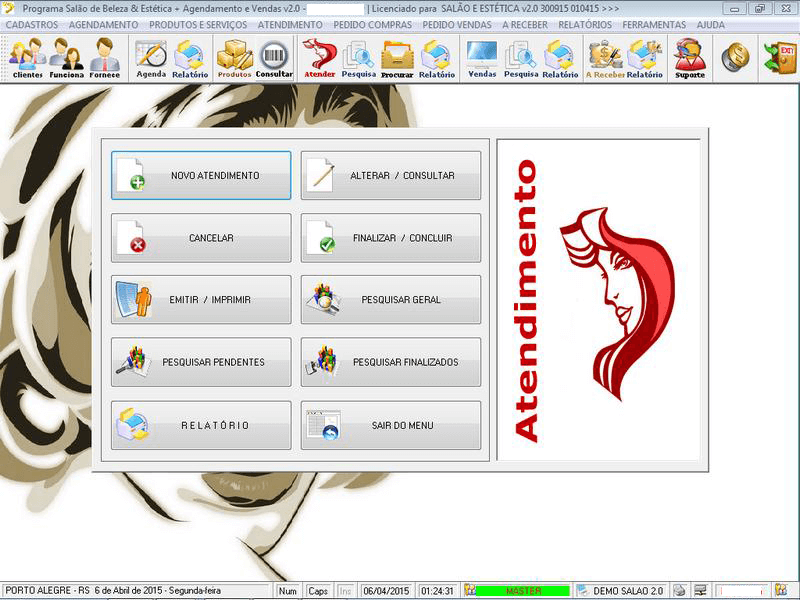 Programa Salão de Beleza & Estética + Agendamento e Vendas v2.0 - | Licenciado para SALÃO E ESTÉTICA v2.0 300915 010415 >>>
CADASTROS AGENDAMENTO PRODUTOS E SERVIÇOS ATENDIMENTO PEDIDO COMPRAS PEDIDO VENDAS A RECEBER RELATÓRIOS FERRAMENTAS AJUDA
EXIT
Clientes Funciona Fornece Agenda Relatório Produtos Consultar Atender Pesquisa Procurar Relatório Vendas Pesquisa Relatório A Receber Relatório Suporte
NOVO ATENDIMENTO
ALTERAR / CONSULTAR
CANCELAR
FINALIZAR / CONCLUIR
EMITIR / IMPRIMIR
PESQUISAR GERAL
PESQUISAR PENDENTES
PESQUISAR FINALIZADOS
RELATÓRIO
SAIR DO MENU
Atendimento
PORTO ALEGRE - RS 6 de Abril de 2015 - Segunda-feira Num Caps Ins 06/04/2015 01:24:31 MASTER DEMO SALAO 2.0